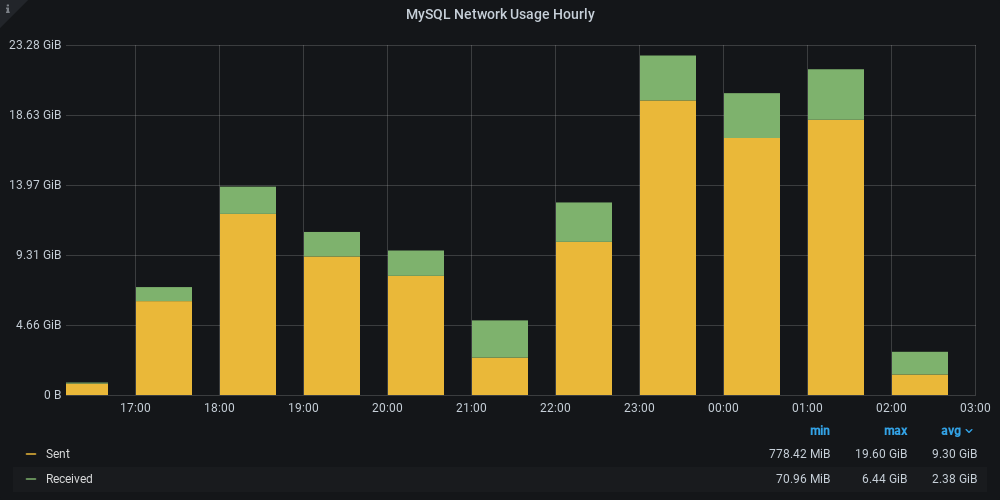 i
MySQL Network Usage Hourly
23.28 GiB
18.63 GiB
13.97 GiB
9.31 GiB
4.66 GiB
0 B
17:00 18:00 19:00 20:00 21:00 22:00 23:00 00:00 01:00 02:00 03:00
min max avg
Sent 778.42 MiB 19.60 GiB 9.30 GiB
Received 70.96 MiB 6.44 GiB 2.38 GiB